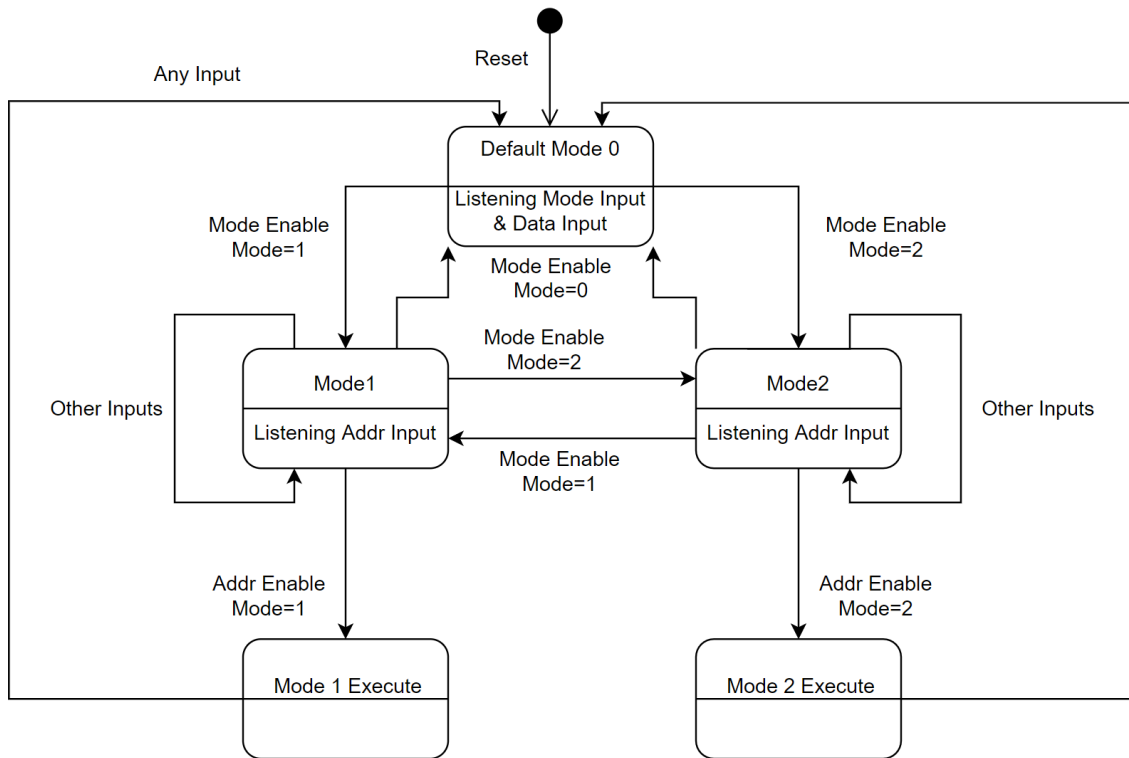 Reset
Any Input
Default Mode 0
Listening Mode Input
& Data Input
Mode Enable
Mode=1
Mode Enable
Mode=2
Mode Enable
Mode=0
Mode Enable
Mode=2
Mode1
Mode2
Other Inputs
Other Inputs
Listening Addr Input
Listening Addr Input
Mode Enable
Mode=1
Addr Enable
Mode=1
Addr Enable
Mode=2
Mode 1 Execute
Mode 2 Execute